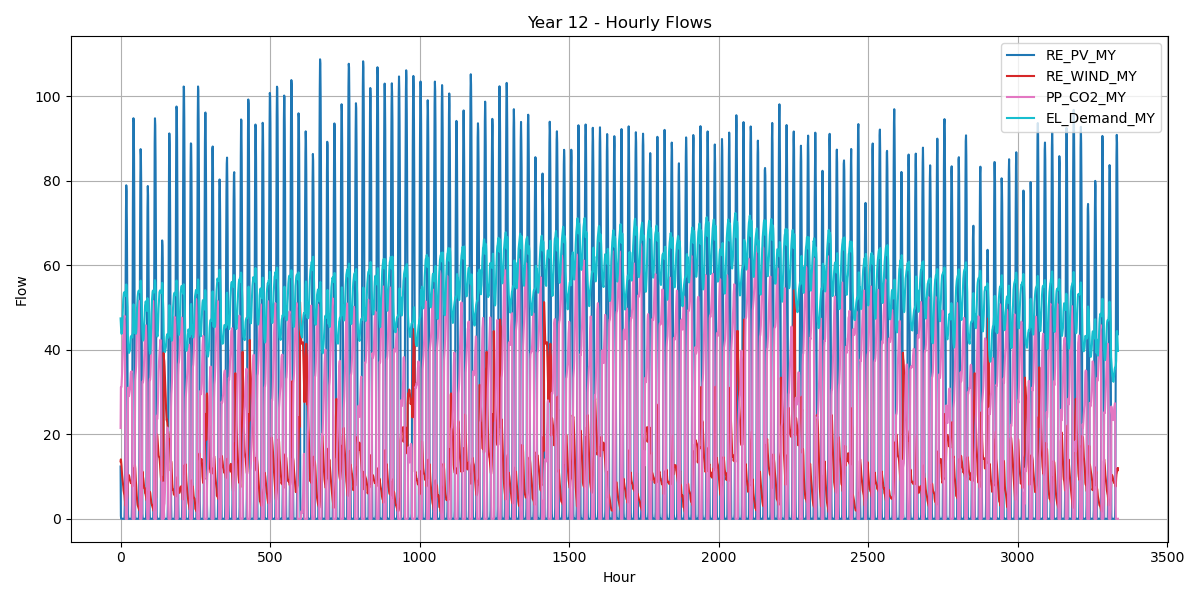 Year 12 - Hourly Flows
RE_PV_MY
RE_WIND_MY
PP_CO2_MY
EL_Demand_MY
Flow
100
80
60
40
20
0
0 500 1000 1500 2000 2500 3000 3500
Hour